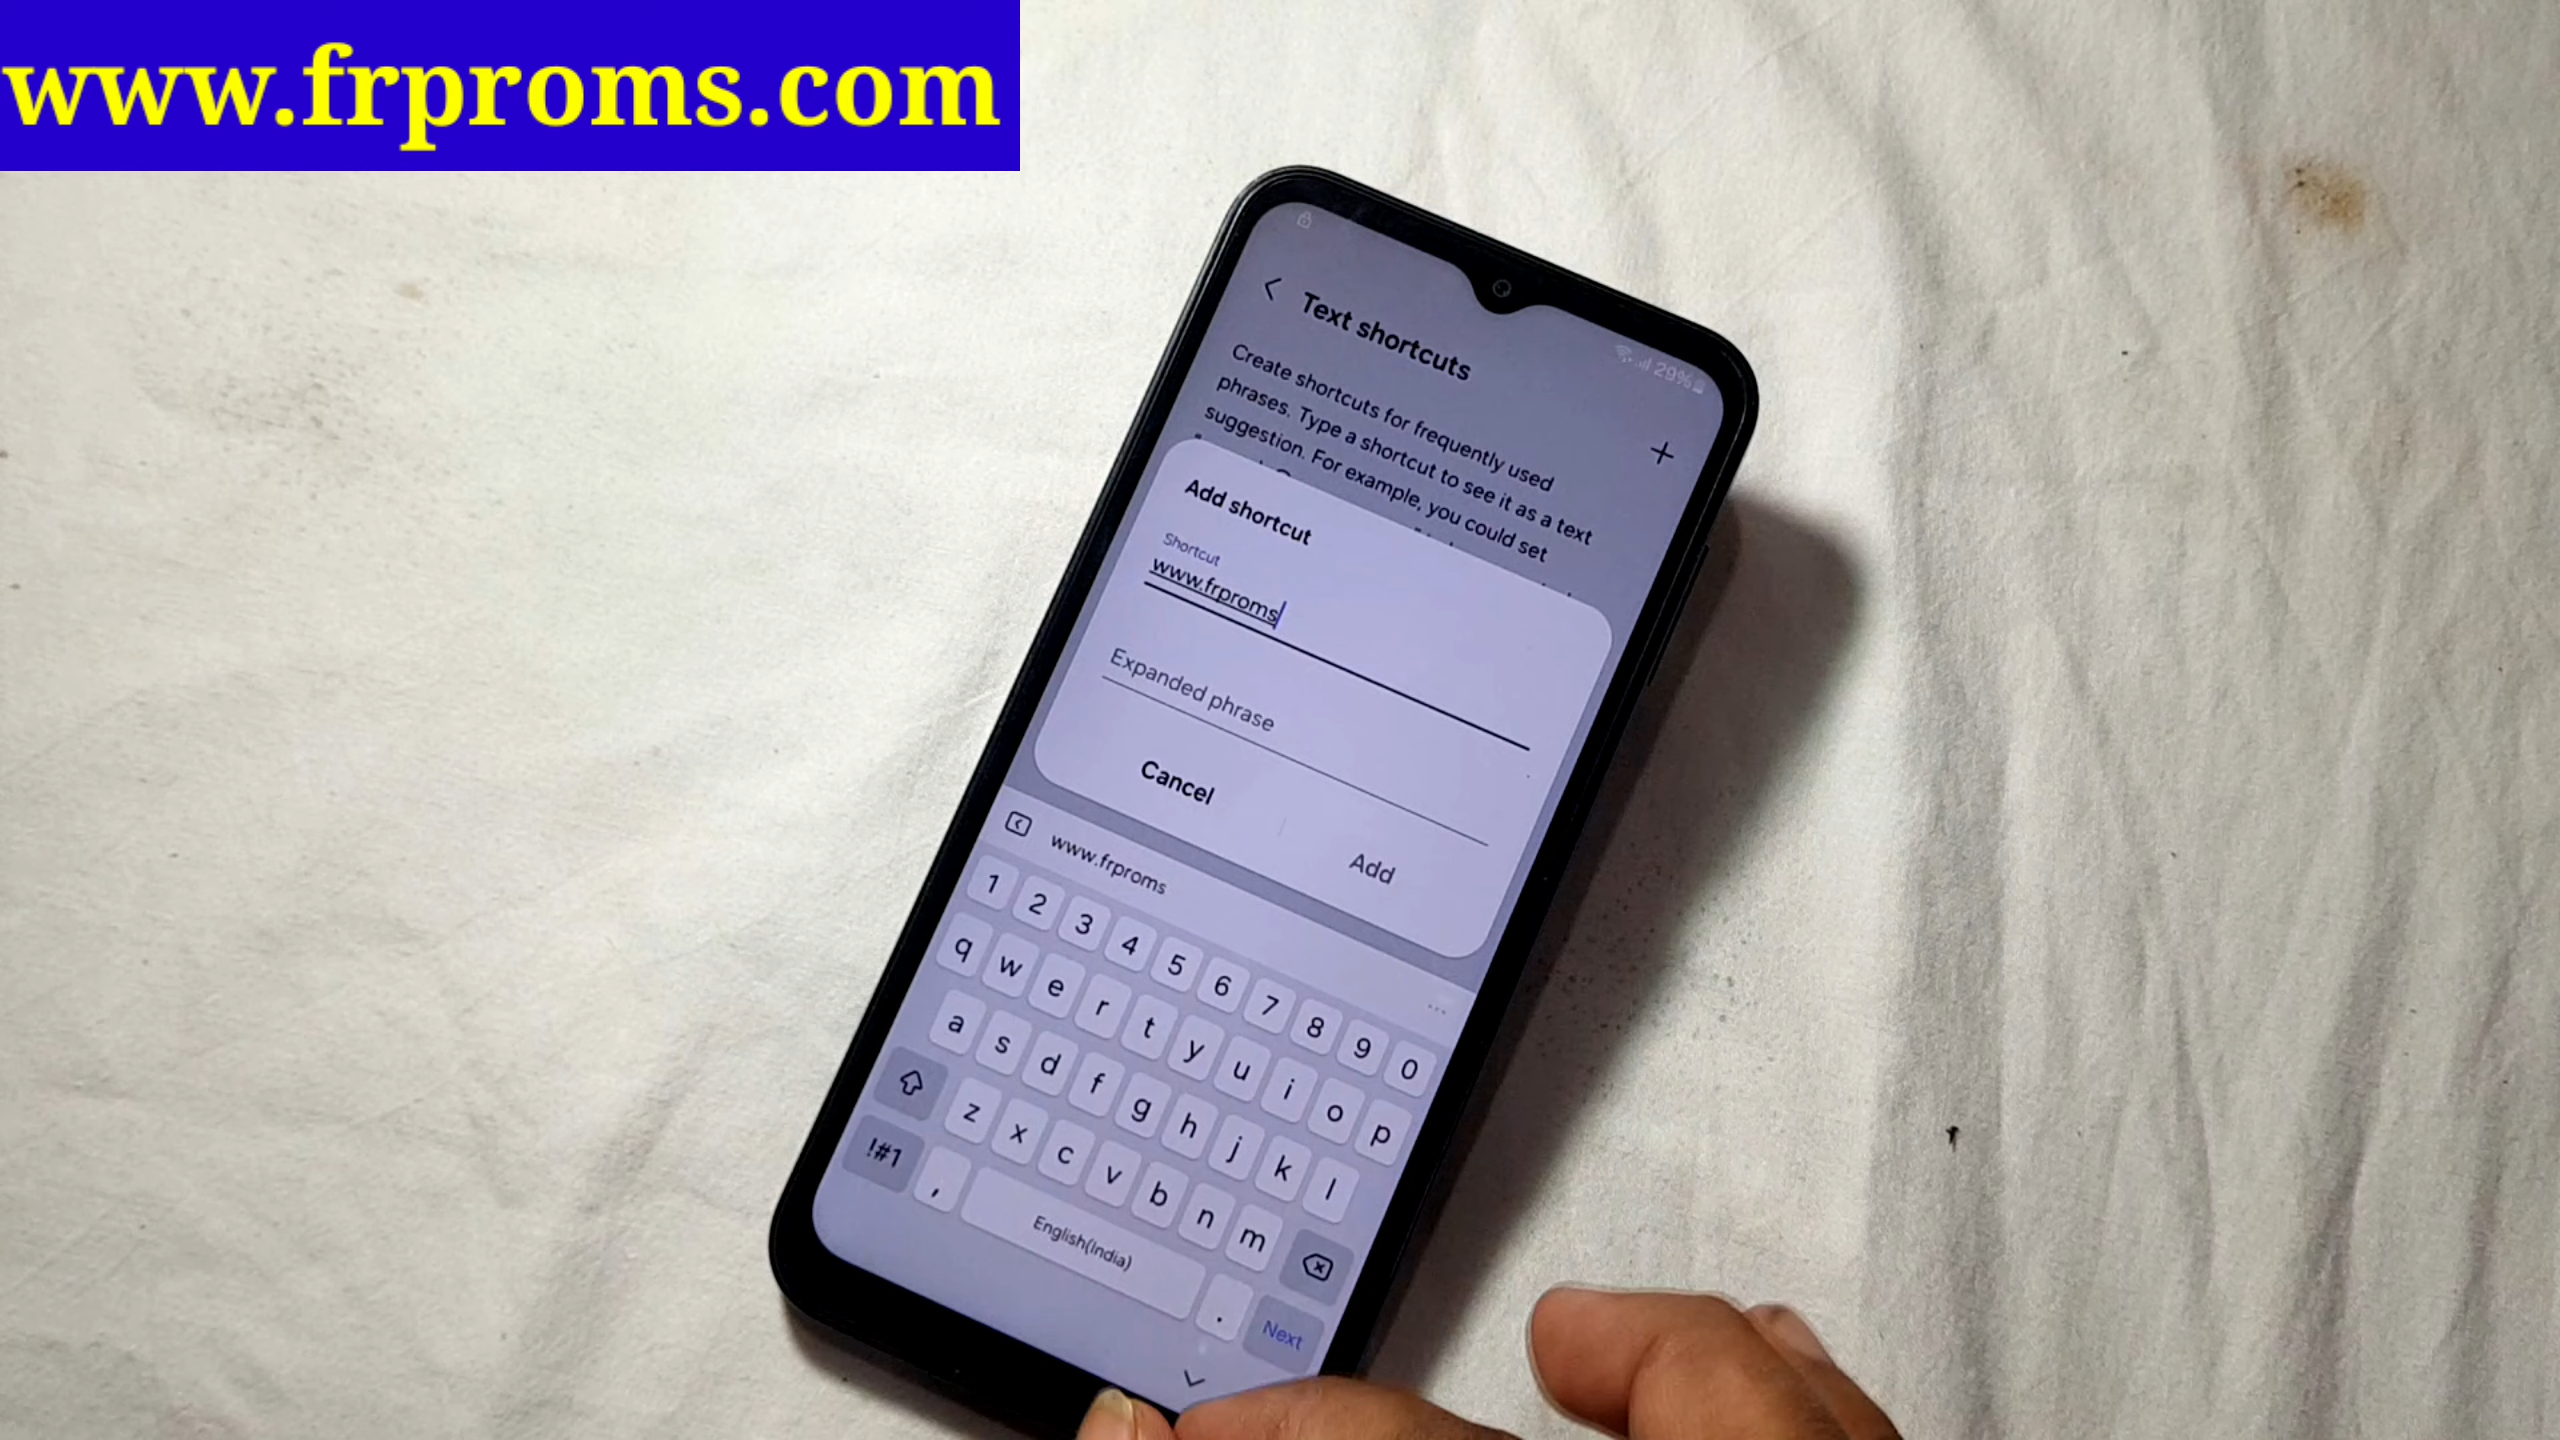 www.frproms.com
29%
Text shortcuts
Create shortcuts for frequently used
phrases. Type a shortcut to see it as a text
suggestion. For example, you could set
Add shortcut
Shortcut
www.frproms
Expanded phrase
Cancel
Add
www.frproms
1 2 3 4 5 6 7 8 9 0
q w e r t y u i o p
a s d f g h j k l
z x c v b n m
!#1 , English(India) . Next